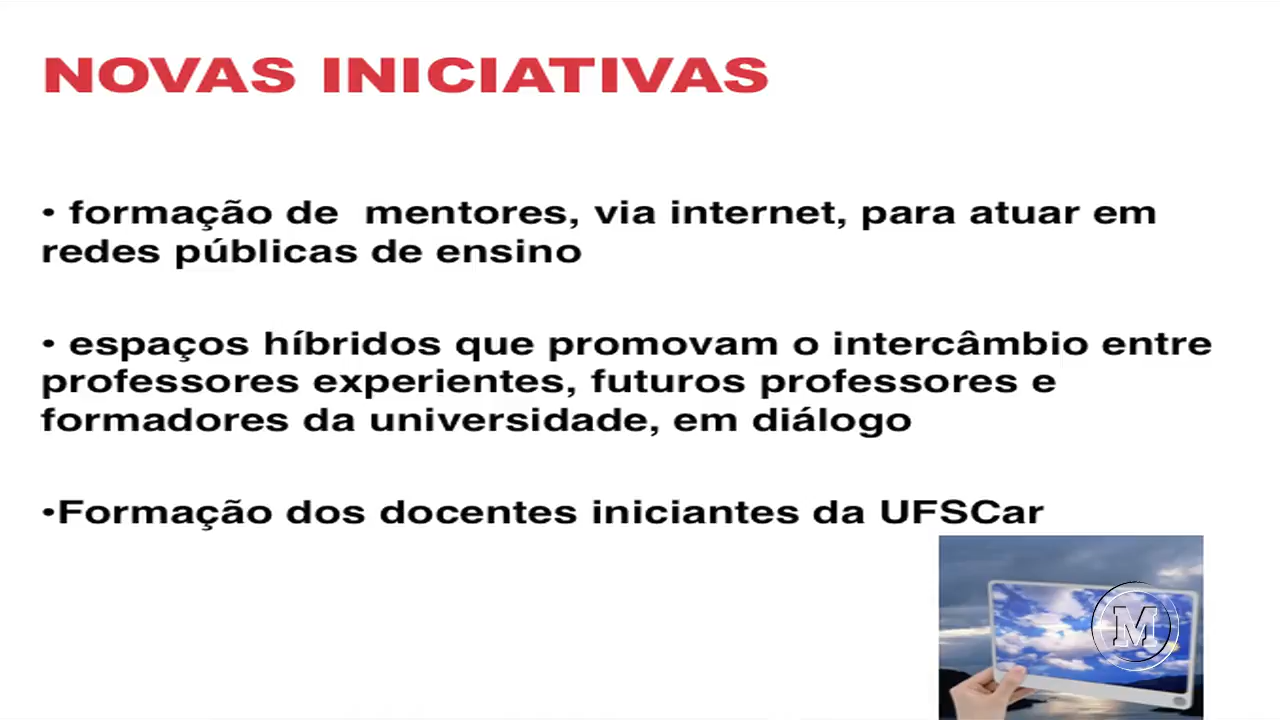 NOVAS INICIATIVAS
• formação de  mentores, via internet, para atuar em
redes públicas de ensino
• espaços híbridos que promovam o intercâmbio entre
professores experientes, futuros professores e
formadores da universidade, em diálogo
•Formação dos docentes iniciantes da UFSCar
M